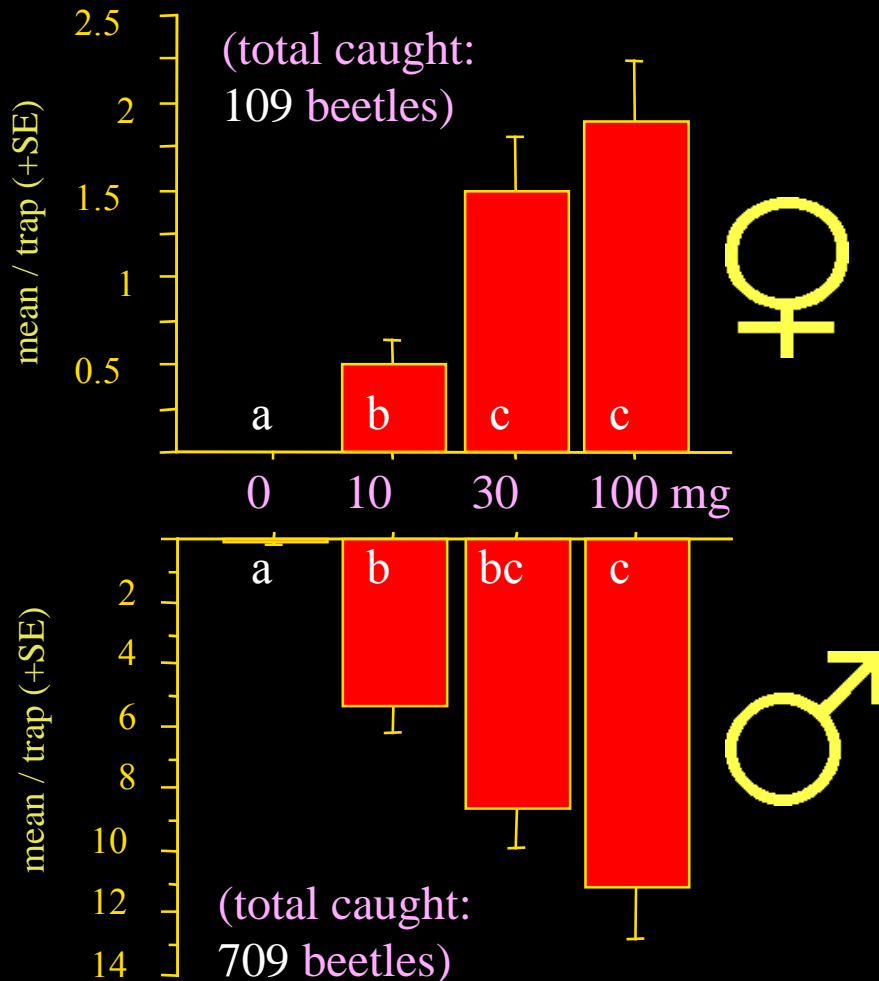 mean / trap (+SE)
2.5
2
1.5
1
0.5
(total caught:
109 beetles)
a b c c
♀
0 10 30 100 mg
mean / trap (+SE)
a b bc c
2
4
6
8
10
12
14
(total caught:
709 beetles)
♂